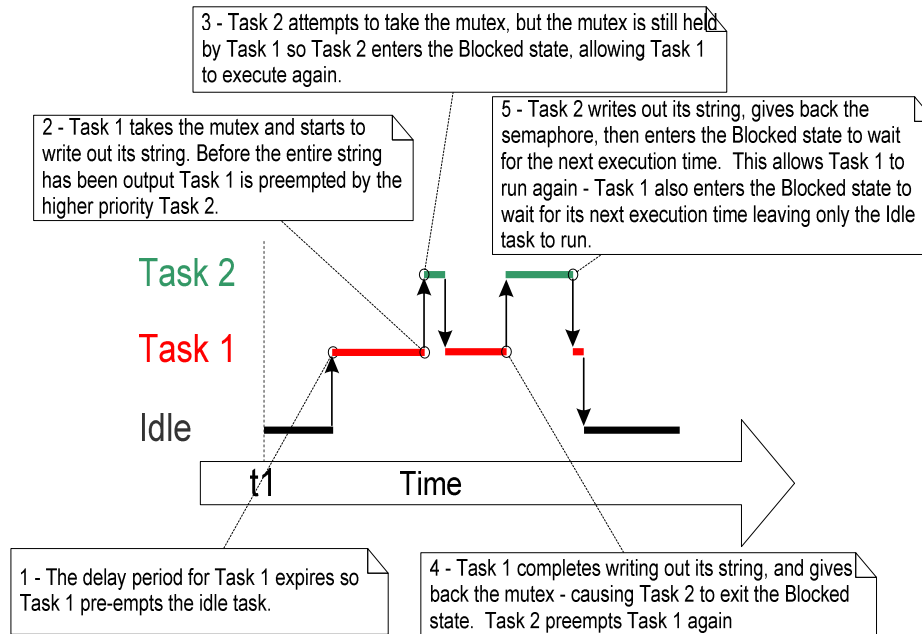 3 - Task 2 attempts to take the mutex, but the mutex is still held
by Task 1 so Task 2 enters the Blocked state, allowing Task 1
to execute again.
2 - Task 1 takes the mutex and starts to
write out its string. Before the entire string
has been output Task 1 is preempted by the
higher priority Task 2.
5 - Task 2 writes out its string, gives back the
semaphore, then enters the Blocked state to wait
for the next execution time.  This allows Task 1 to
run again - Task 1 also enters the Blocked state to
wait for its next execution time leaving only the Idle
task to run.
Task 2
Task 1
Idle
t1
Time
1 - The delay period for Task 1 expires so
Task 1 pre-empts the idle task.
4 - Task 1 completes writing out its string, and gives
back the mutex - causing Task 2 to exit the Blocked
state.  Task 2 preempts Task 1 again